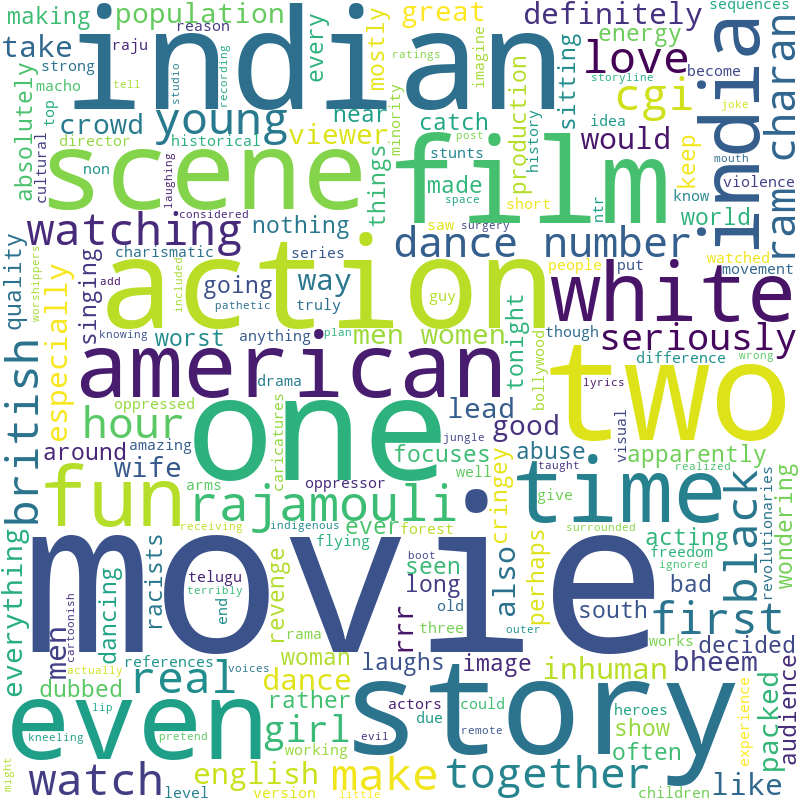 making
population
great
definitely
sequences
take
raju
reason
indian
every
mostly
ratings
energy
strong
macho
tell
studio
recording
imagine
love
storyline
become
india
ram charan
absolutely
top
crowd
young
near
sitting
cgi
joke
cultural
director
historical
viewer
catch
minority
post
production
idea
would
keep
mouth
non
scene
film
things
stunts
history
violence
laughing
made
space
short
know
considered
world
watching
nothing
saw
surgery
ntr
dance number
watched
charismatic
series
people
put
movement
quality
worshippers
singing
add
included
action
going
way
guy
white
pathetic
truly
tonight
especially
knowing
worst
anything
plan
men women
bollywood
though
seriously
american
drama
difference
wrong
two
british
oppressed
hour
one
lead
lyrics
caricatures
good
jungle
visual
around
amazing
focuses
abuse
apparently
wife
arms
oppressor
well
taught
realized
fun
rajamouli
give
time
black
cringey
revolutionaries
wondering
everything
receiving
indigenous
ever
forest
surrounded
acting
racists
flying
freedom
dancing
revenge
boot
seen
also
perhaps
ignored
men
cartoonish
telugu
terribly
movie
long
bad
end
rama
rrr
old
outer
south
first
three
works
decided
references
voices
woman
laughs
image
inhuman
bheem
actually
lip
real
dance
packed
audienced
dubbed
rather
actors
due
could
story
heroes
show
experience
even
girl
kneeling
pretend
working
evil
remote
often
might
watch
level
english
version
make
little
together
children
like